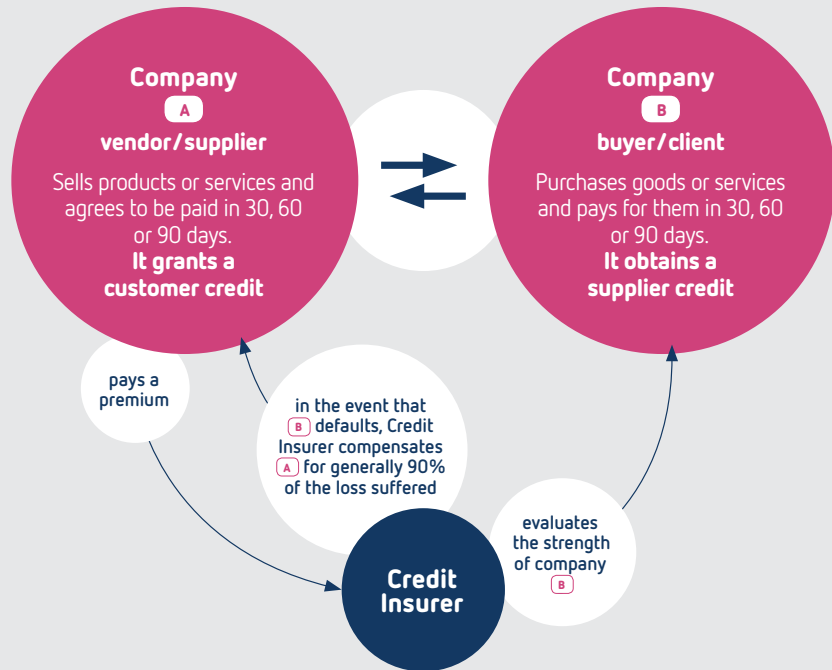 Company
A
vendor/supplier
Sells products or services and
agrees to be paid in 30, 60
or 90 days.
It grants a
customer credit
Company
B
buyer/client
Purchases goods or services
and pays for them in 30, 60
or 90 days.
It obtains a
supplier credit
pays a
premium
in the event that
B defaults, Credit
Insurer compensates
A for generally 90%
of the loss suffered
evaluates
the strength
of company
B
Credit
Insurer